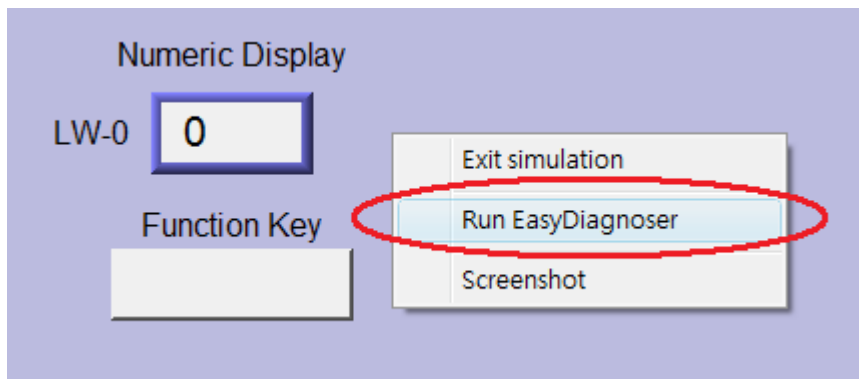 Numeric Display
LW-0
0
Exit simulation
Run EasyDiagnoser
Function Key
Screenshot